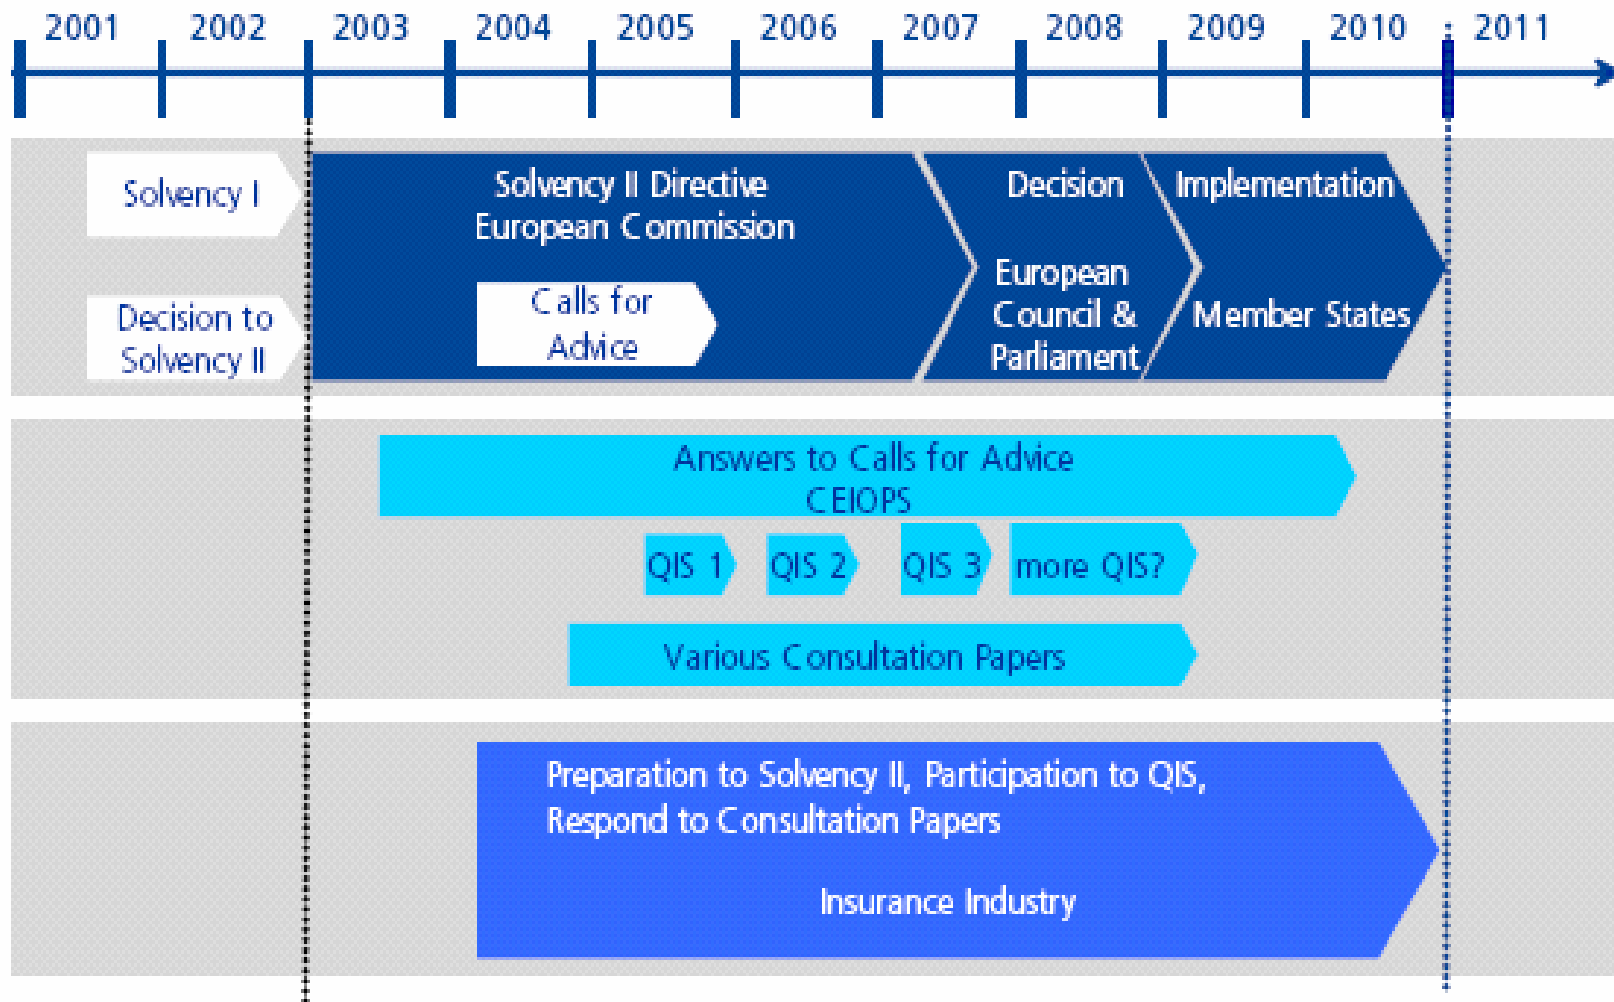 2001 2002 2003 2004 2005 2006 2007 2008 2009 2010 2011
Solvency I
Decision to
Solvency II
Solvency II Directive
European Commission
Calls for
Advice
Decision
European
Council &
Parliament
Implementation
Member States
Answers to Calls for Advice
CEIOPS
QIS 1
QIS 2
QIS 3
more QIS?
Various Consultation Papers
Preparation to Solvency II, Participation to QIS,
Respond to Consultation Papers
Insurance Industry